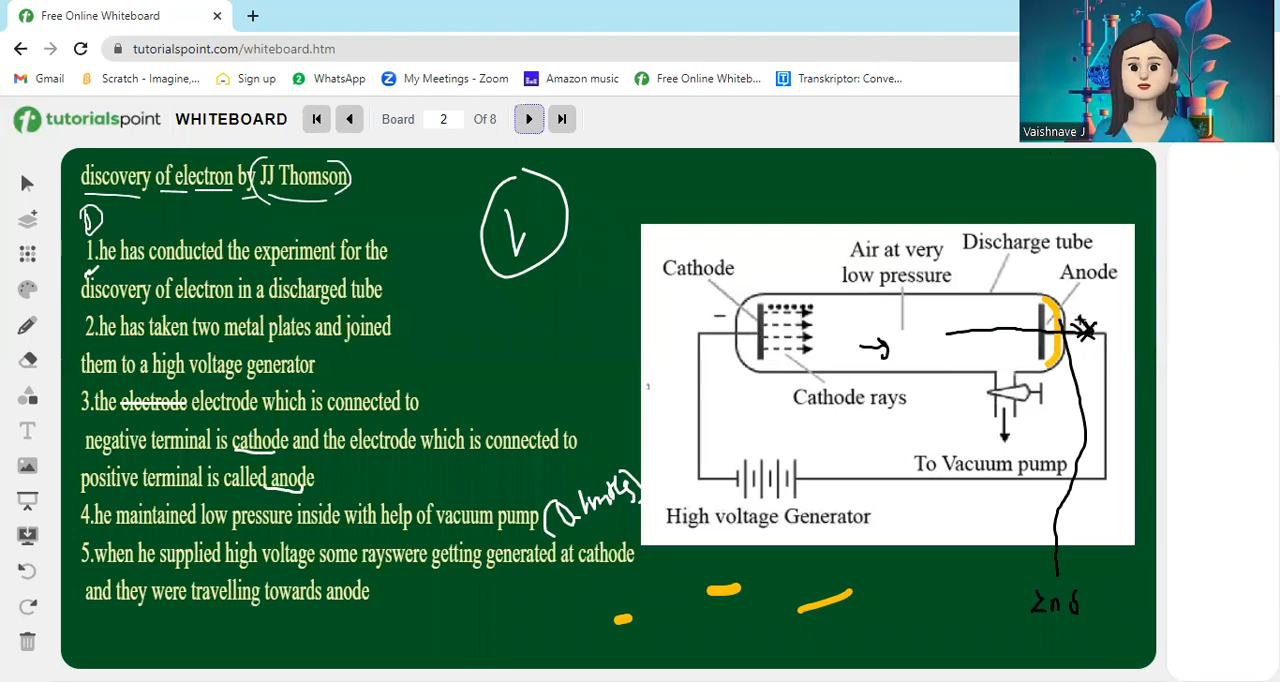 Free Online Whiteboard
tutorialspoint.com/whiteboard.htm
Gmail Scratch - Imagine,... Sign up WhatsApp My Meetings - Zoom Amazon music Free Online Whiteb... Transkriptor: Conve...
Vaishnave J
tutorialspoint WHITEBOARD Board 2 Of 8
discovery of electron by JJ Thomson
1.he has conducted the experiment for the
discovery of electron in a discharged tube
2.he has taken two metal plates and joined
them to a high voltage generator
3.the electrode electrode which is connected to
negative terminal is cathode and the electrode which is connected to
positive terminal is called anode
4.he maintained low pressure inside with help of vacuum pump
5.when he supplied high voltage some rayswere getting generated at cathode
and they were travelling towards anode
Cathode
Air at very
low pressure
Discharge tube
Anode
Cathode rays
To Vacuum pump
High voltage Generator